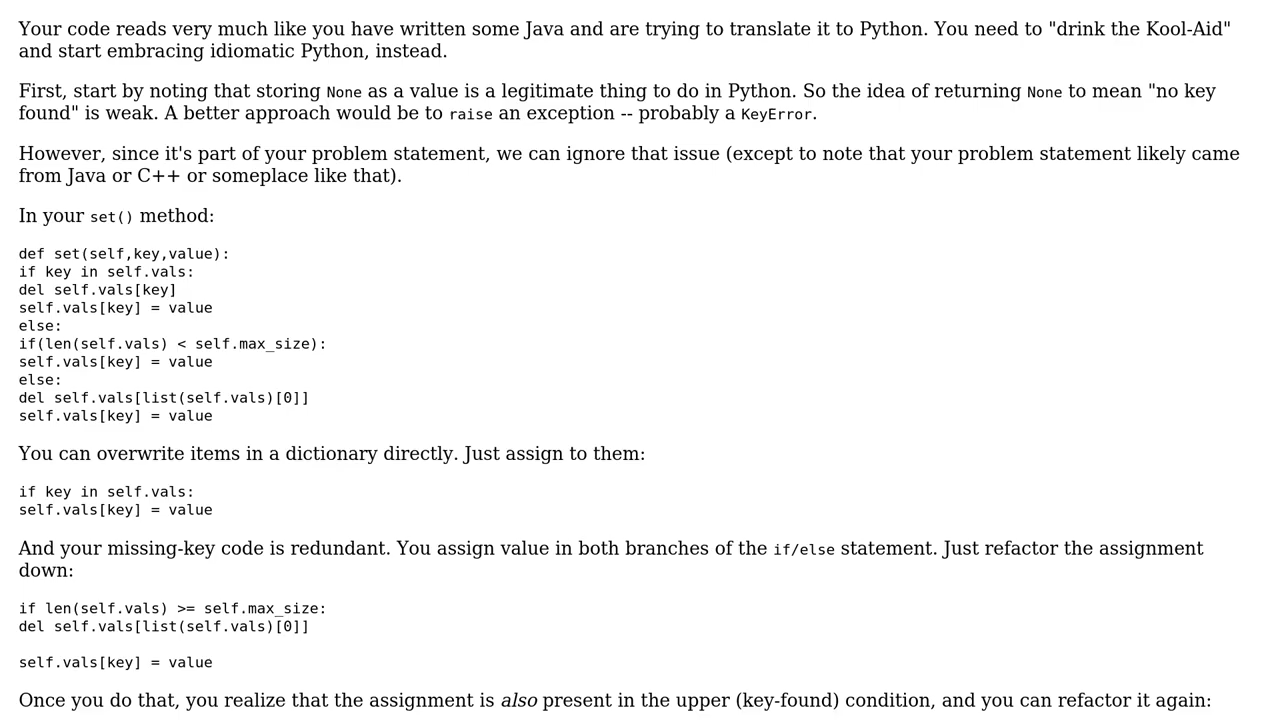 Your code reads very much like you have written some Java and are trying to translate it to Python. You need to "drink the Kool-Aid"
and start embracing idiomatic Python, instead.
First, start by noting that storing None as a value is a legitimate thing to do in Python. So the idea of returning None to mean "no key
found" is weak. A better approach would be to raise an exception -- probably a KeyError.
However, since it's part of your problem statement, we can ignore that issue (except to note that your problem statement likely came
from Java or C++ or someplace like that).
In your set() method:
def set(self,key,value):
if key in self.vals:
del self.vals[key]
self.vals[key] = value
else:
if(len(self.vals) < self.max_size):
self.vals[key] = value
else:
del self.vals[list(self.vals)[0]]
self.vals[key] = value
You can overwrite items in a dictionary directly. Just assign to them:
if key in self.vals:
self.vals[key] = value
And your missing-key code is redundant. You assign value in both branches of the if/else statement. Just refactor the assignment
down:
if len(self.vals) >= self.max_size:
del self.vals[list(self.vals)[0]]
self.vals[key] = value
Once you do that, you realize that the assignment is also present in the upper (key-found) condition, and you can refactor it again: